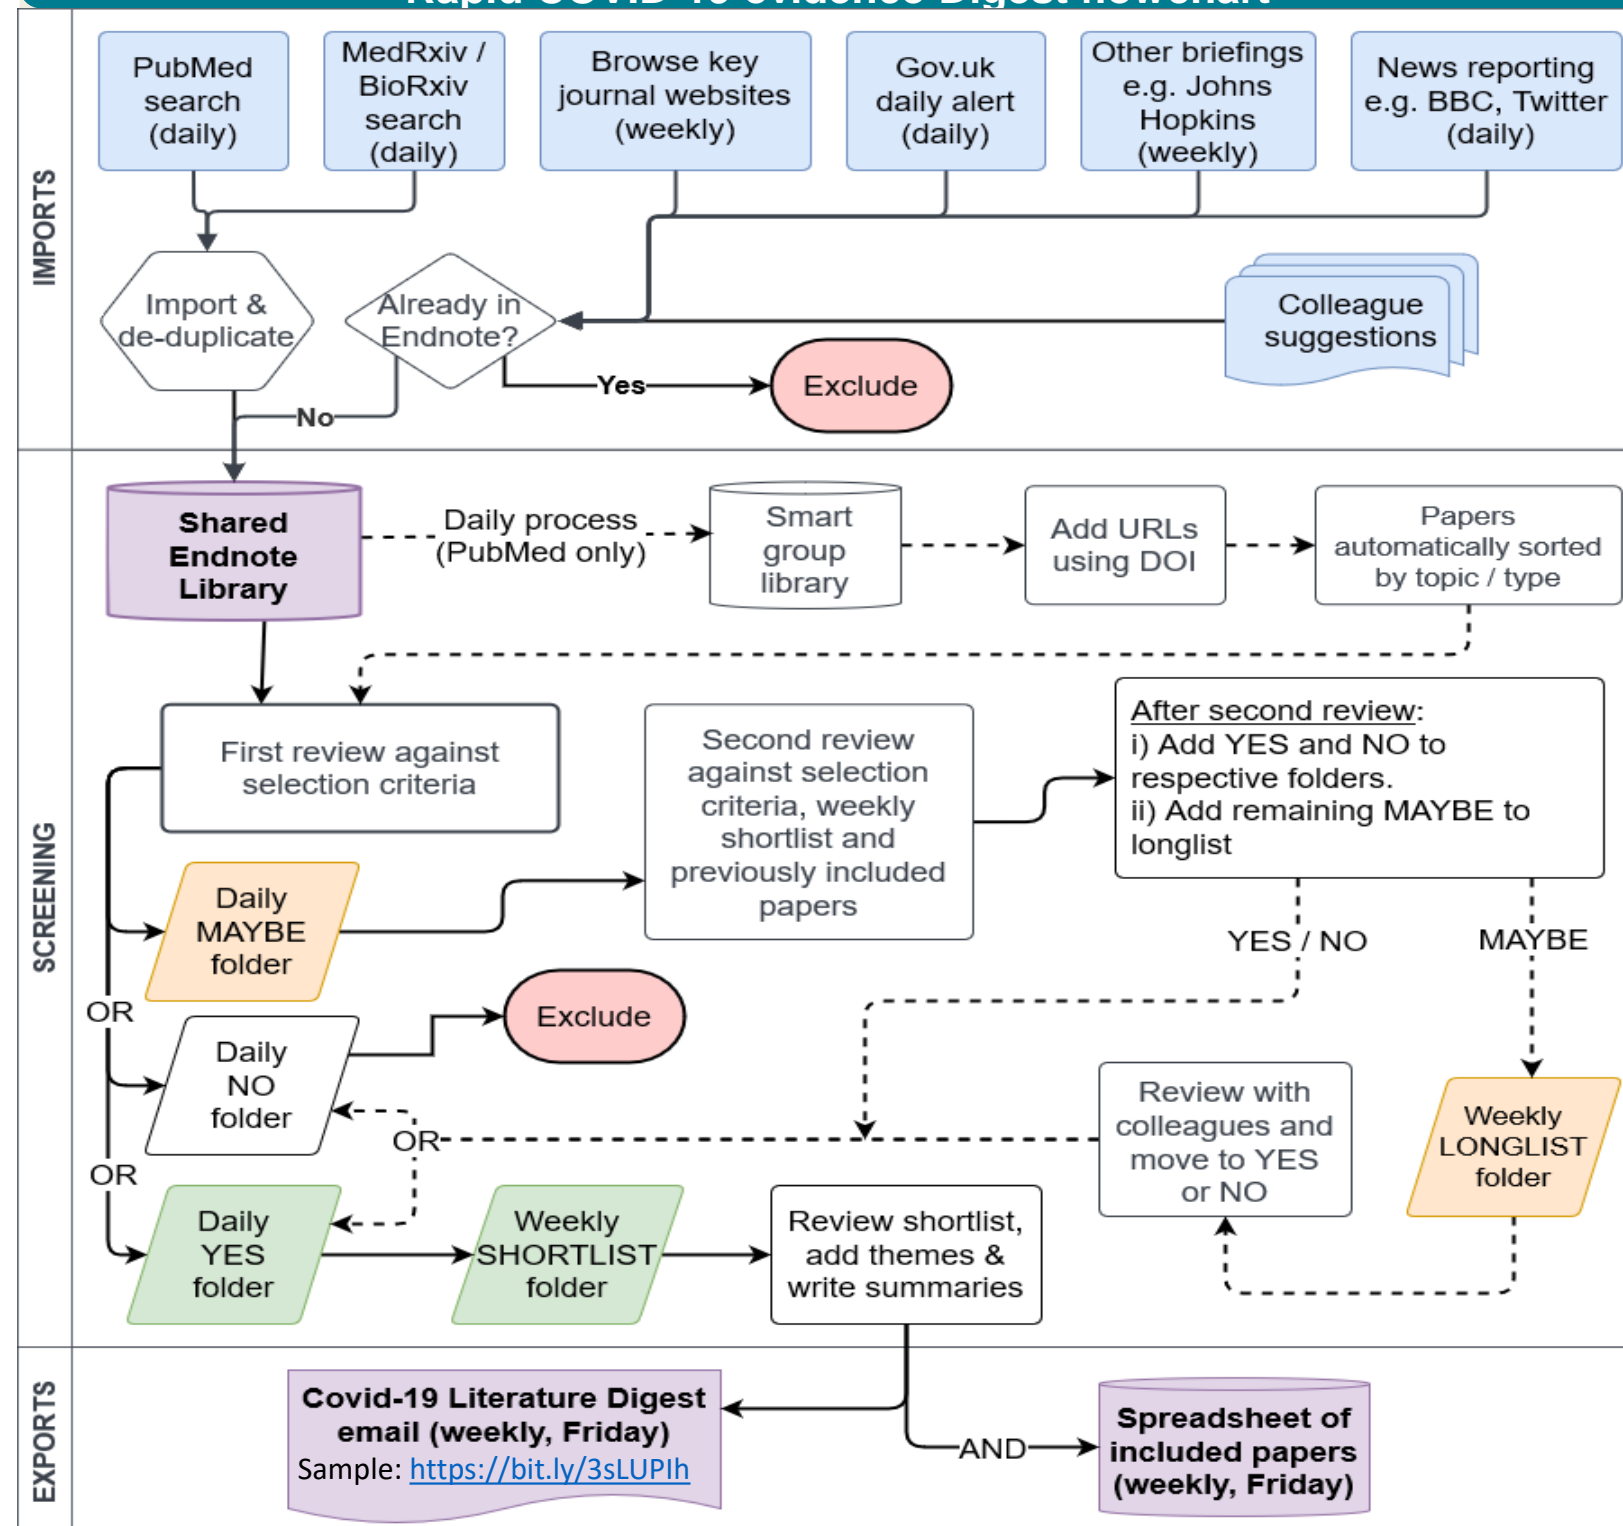 Rapid COVID-19 evidence Digest flowchart
IMPORTS
PubMed
search
(daily)
MedRxiv /
BioRxiv
search
(daily)
Browse key
journal websites
(weekly)
Gov.uk
daily alert
(daily)
Other briefings
e.g. Johns
Hopkins
(weekly)
News reporting
e.g. BBC, Twitter
(daily)
Import &
de-duplicate
Already in
Endnote?
Colleague
suggestions
Yes
Exclude
No
SCREENING
Shared
Endnote
Library
Daily process
(PubMed only)
Smart
group
library
Add URLs
using DOI
Papers
automatically sorted
by topic / type
First review against
selection criteria
Second review
against selection
criteria, weekly
shortlist and
previously included
papers
After second review:
i) Add YES and NO to
respective folders.
ii) Add remaining MAYBE to
longlist
Daily
MAYBE
folder
YES / NO
MAYBE
OR
Daily
NO
folder
Exclude
OR
Review with
colleagues and
move to YES
or NO
Weekly
LONGLIST
folder
OR
Daily
YES
folder
Weekly
SHORTLIST
folder
Review shortlist,
add themes &
write summaries
EXPORTS
Covid-19 Literature Digest
email (weekly, Friday)
Sample: https://bit.ly/3sLUPIh
AND
Spreadsheet of
included papers
(weekly, Friday)